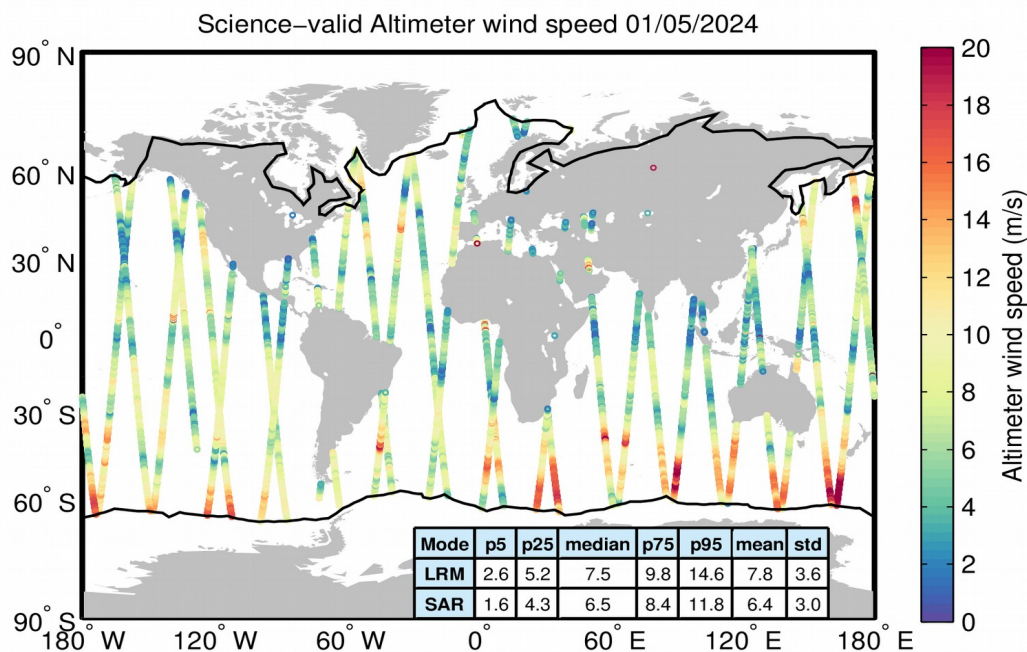 Science−valid Altimeter wind speed 01/05/2024
90° N
60° N
30° N
0°
30° S
60° S
90° S
180° W
120° W
60° W
0°
60° E
120° E
180° E
Mode p5 p25 median p75 p95 mean std
LRM 2.6 5.2 7.5 9.8 14.6 7.8 3.6
SAR 1.6 4.3 6.5 8.4 11.8 6.4 3.0
20
18
16
14
12
10
8
6
4
2
0
Altimeter wind speed (m/s)